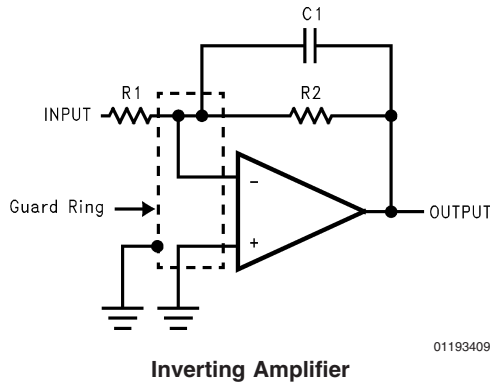 C1
R1
R2
INPUT
−
Guard Ring
OUTPUT
+
01193409
Inverting Amplifier